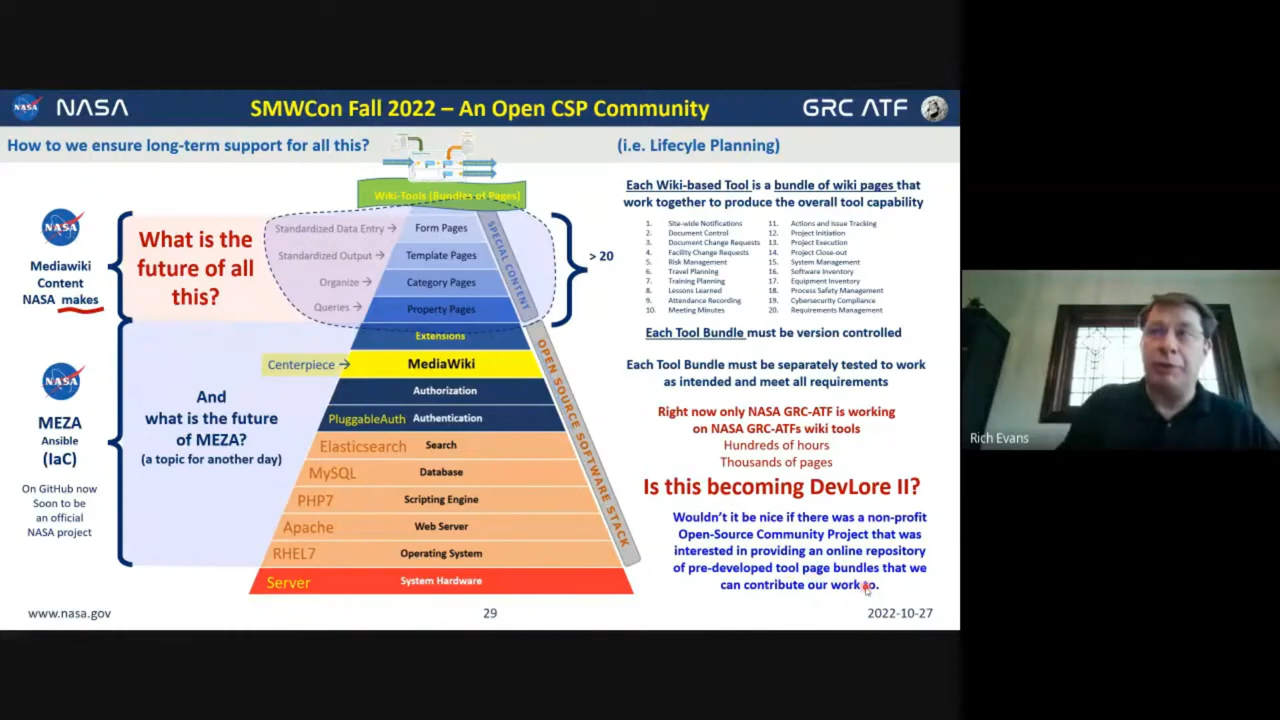 NASA
SMWCon Fall 2022 – An Open CSP Community
GRC ATF
How to we ensure long-term support for all this?
(i.e. Lifecyle Planning)
Wiki-Tools (Bundles of Pages)
NASA
Mediawiki
Content
NASA makes
What is the
future of all
this?
Standardized Data Entry →
Form Pages
Standardized Output →
Template Pages
Organize →
Category Pages
Queries →
Property Pages
SPECIAL CONTENT
> 20
Extensions
Centerpiece →
MediaWiki
Authorization
PluggableAuth
Authentication
Elasticsearch
Search
MySQL
Database
PHP7
Scripting Engine
Apache
Web Server
RHEL7
Operating System
Server
System Hardware
OPEN SOURCE SOFTWARE STACK
NASA
MEZA
Ansible
(IaC)
On GitHub now
Soon to be
an official
NASA project
And
what is the future
of MEZA?
(a topic for another day)
Each Wiki-based Tool is a bundle of wiki pages that
work together to produce the overall tool capability
1. Site-wide Notifications
2. Document Control
3. Document Change Requests
4. Facility Change Requests
5. Risk Management
6. Travel Planning
7. Training Planning
8. Lessons Learned
9. Attendance Recording
10. Meeting Minutes
11. Actions and Issue Tracking
12. Project Initiation
13. Project Execution
14. Project Close-out
15. System Management
16. Software Inventory
17. Equipment Inventory
18. Process Safety Management
19. Cybersecurity Compliance
20. Requirements Management
Each Tool Bundle must be version controlled
Each Tool Bundle must be separately tested to work
as intended and meet all requirements
Right now only NASA GRC-ATF is working
on NASA GRC-ATFs wiki tools
Hundreds of hours
Thousands of pages
Is this becoming DevLore II?
Wouldn't it be nice if there was a non-profit
Open-Source Community Project that was
interested in providing an online repository
of pre-developed tool page bundles that we
can contribute our work to.
www.nasa.gov
29
2022-10-27
Rich Evans